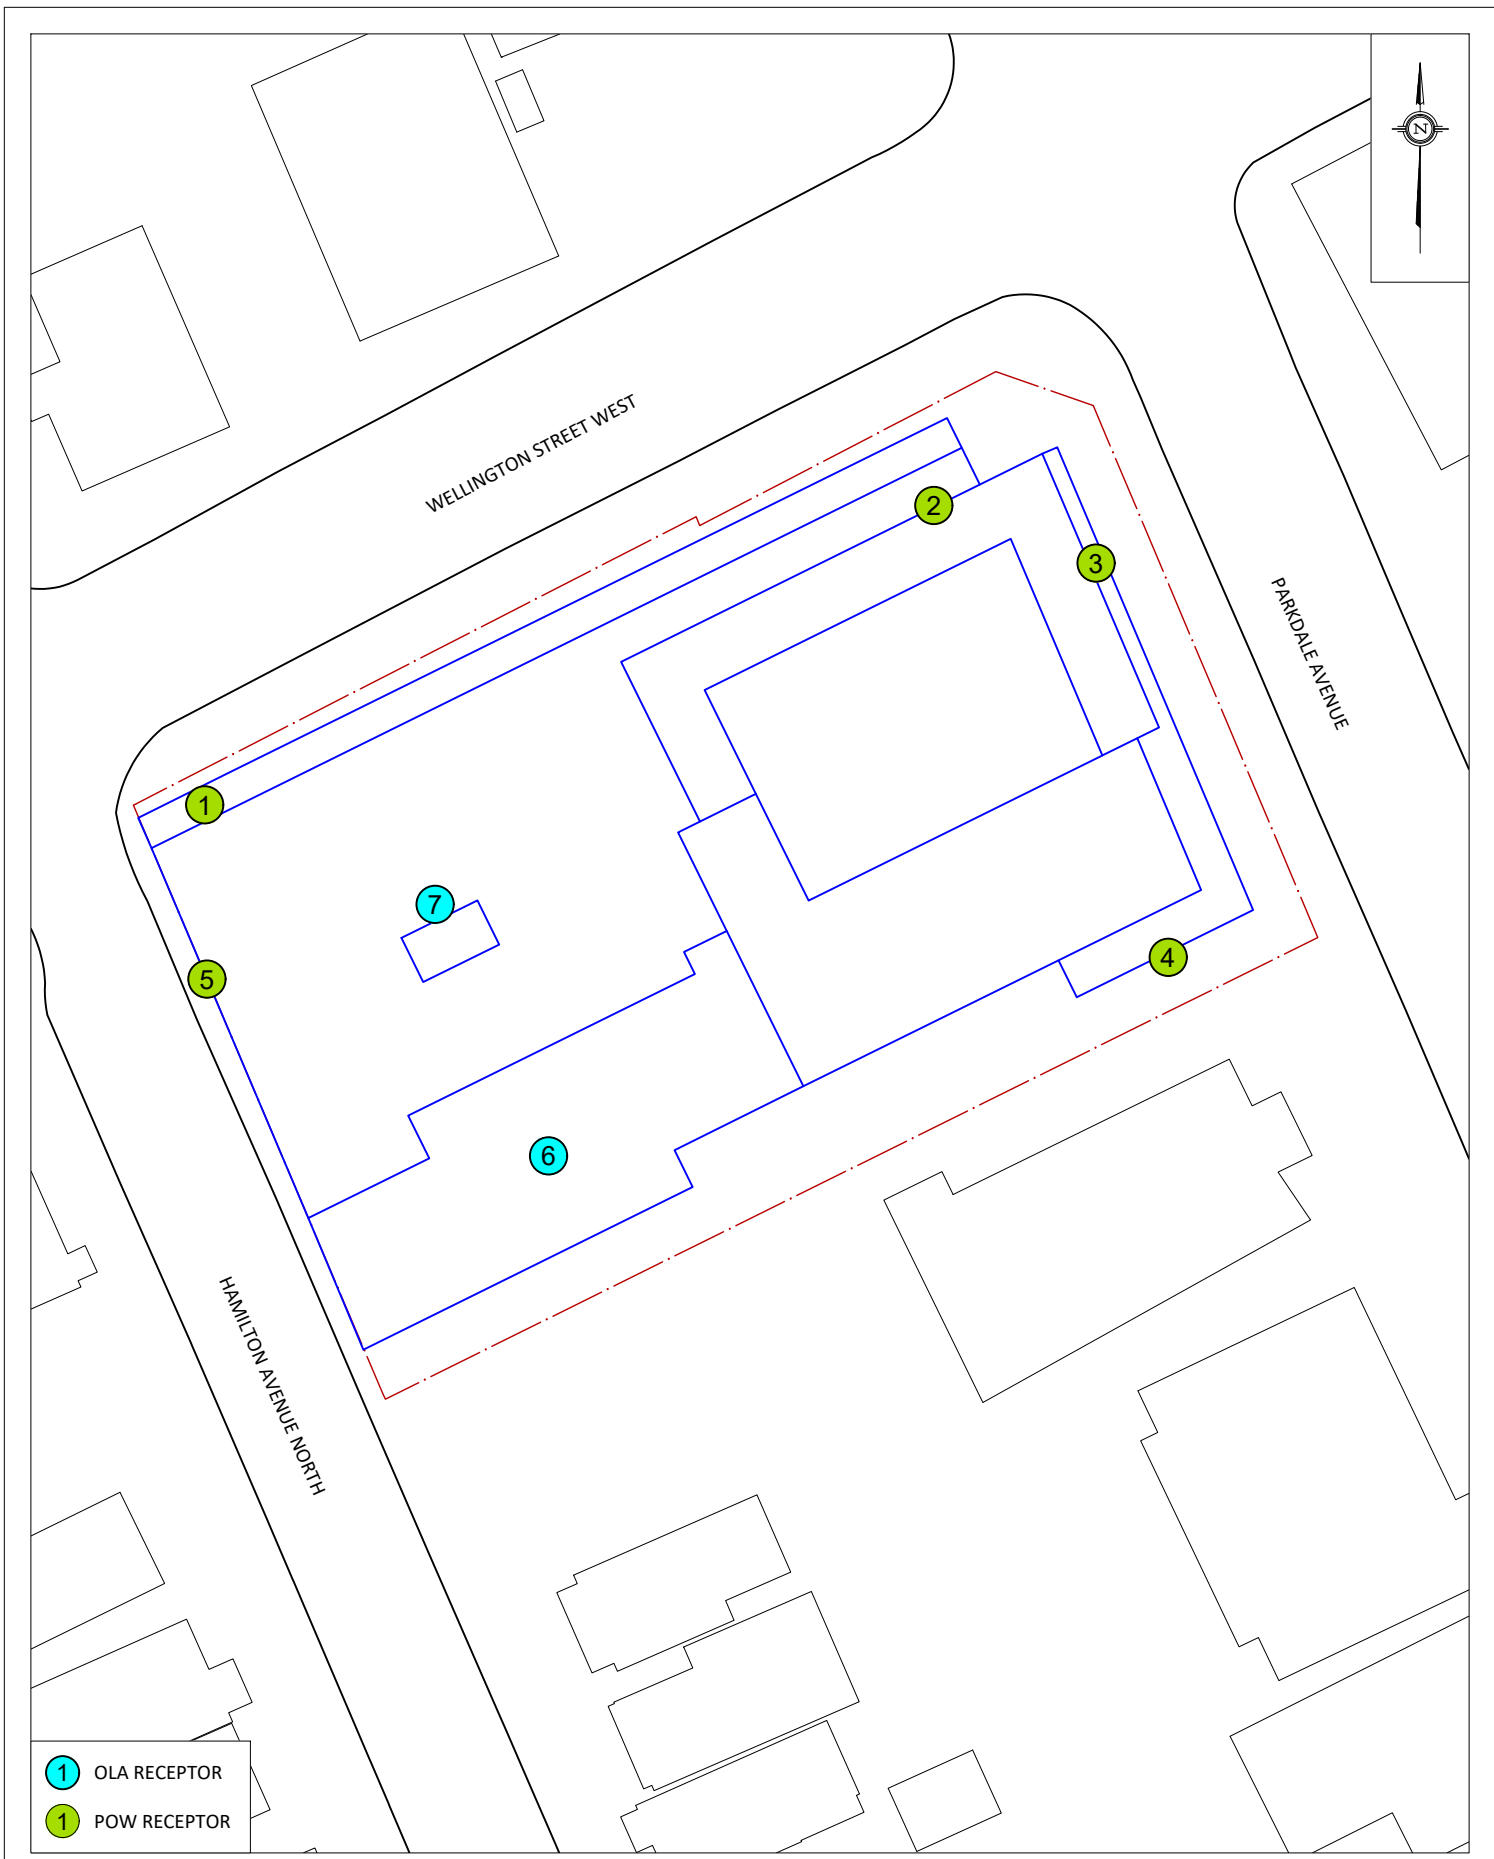 N
WELLINGTON STREET WEST
2
3
PARKDALE AVENUE
1
7
5
4
6
HAMILTON AVENUE NORTH
1 OLA RECEPTOR
1 POW RECEPTOR